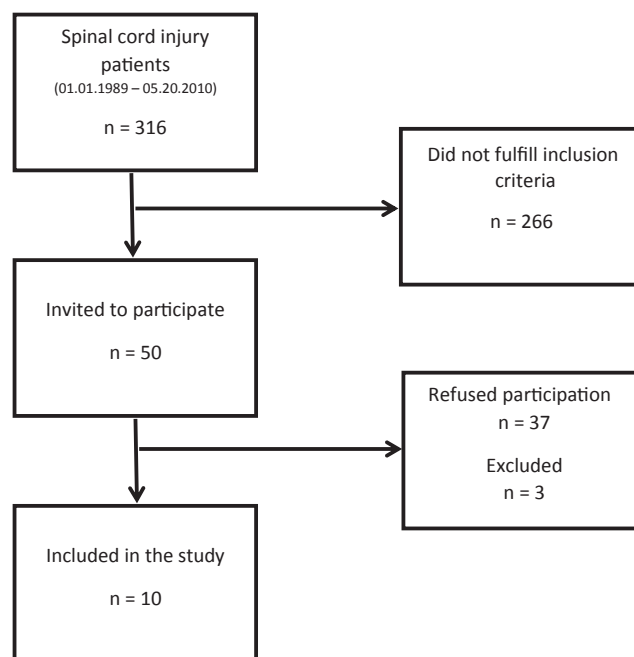 Spinal cord injury
patients
(01.01.1989 – 05.20.2010)
n = 316
Did not fulfill inclusion
criteria
n = 266
Invited to participate
n = 50
Refused participation
n = 37
Excluded
n = 3
Included in the study
n = 10